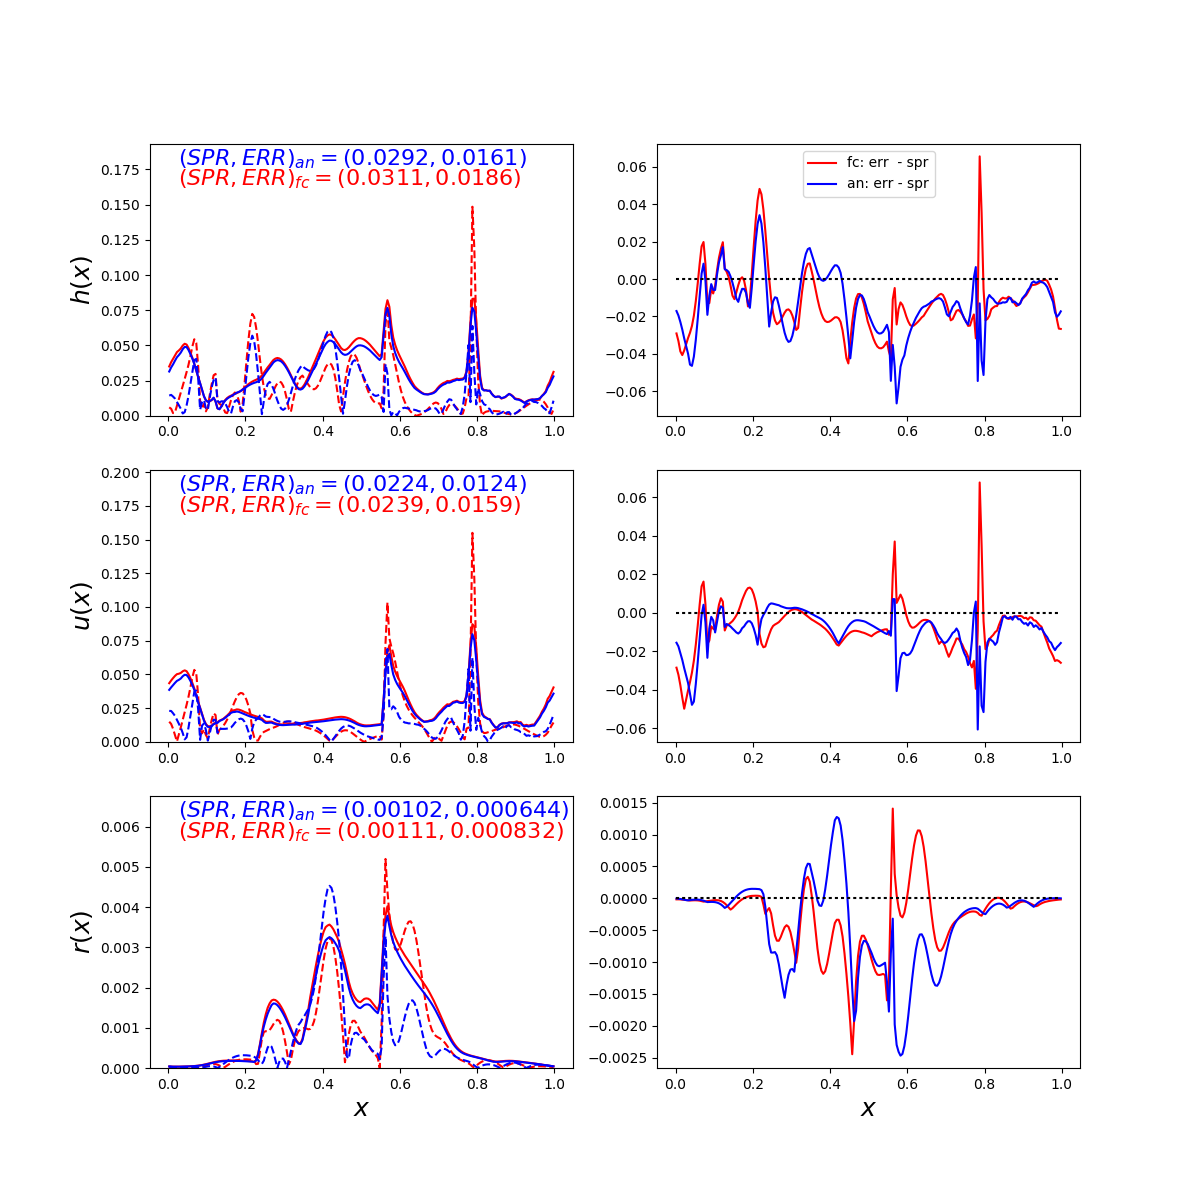 (SPR, ERR)an = (0.0292, 0.0161)
(SPR, ERR)fc = (0.0311, 0.0186)
h(x)
0.175
0.150
0.125
0.100
0.075
0.050
0.025
0.000
0.0 0.2 0.4 0.6 0.8 1.0
fc: err - spr
an: err - spr
0.06
0.04
0.02
0.00
−0.02
−0.04
−0.06
0.0 0.2 0.4 0.6 0.8 1.0
(SPR, ERR)an = (0.0224, 0.0124)
(SPR, ERR)fc = (0.0239, 0.0159)
u(x)
0.200
0.175
0.150
0.125
0.100
0.075
0.050
0.025
0.000
0.0 0.2 0.4 0.6 0.8 1.0
0.06
0.04
0.02
0.00
−0.02
−0.04
−0.06
0.0 0.2 0.4 0.6 0.8 1.0
(SPR, ERR)an = (0.00102, 0.000644)
(SPR, ERR)fc = (0.00111, 0.000832)
r(x)
0.006
0.005
0.004
0.003
0.002
0.001
0.000
0.0 0.2 0.4 0.6 0.8 1.0
x
0.0015
0.0010
0.0005
0.0000
−0.0005
−0.0010
−0.0015
−0.0020
−0.0025
0.0 0.2 0.4 0.6 0.8 1.0
x